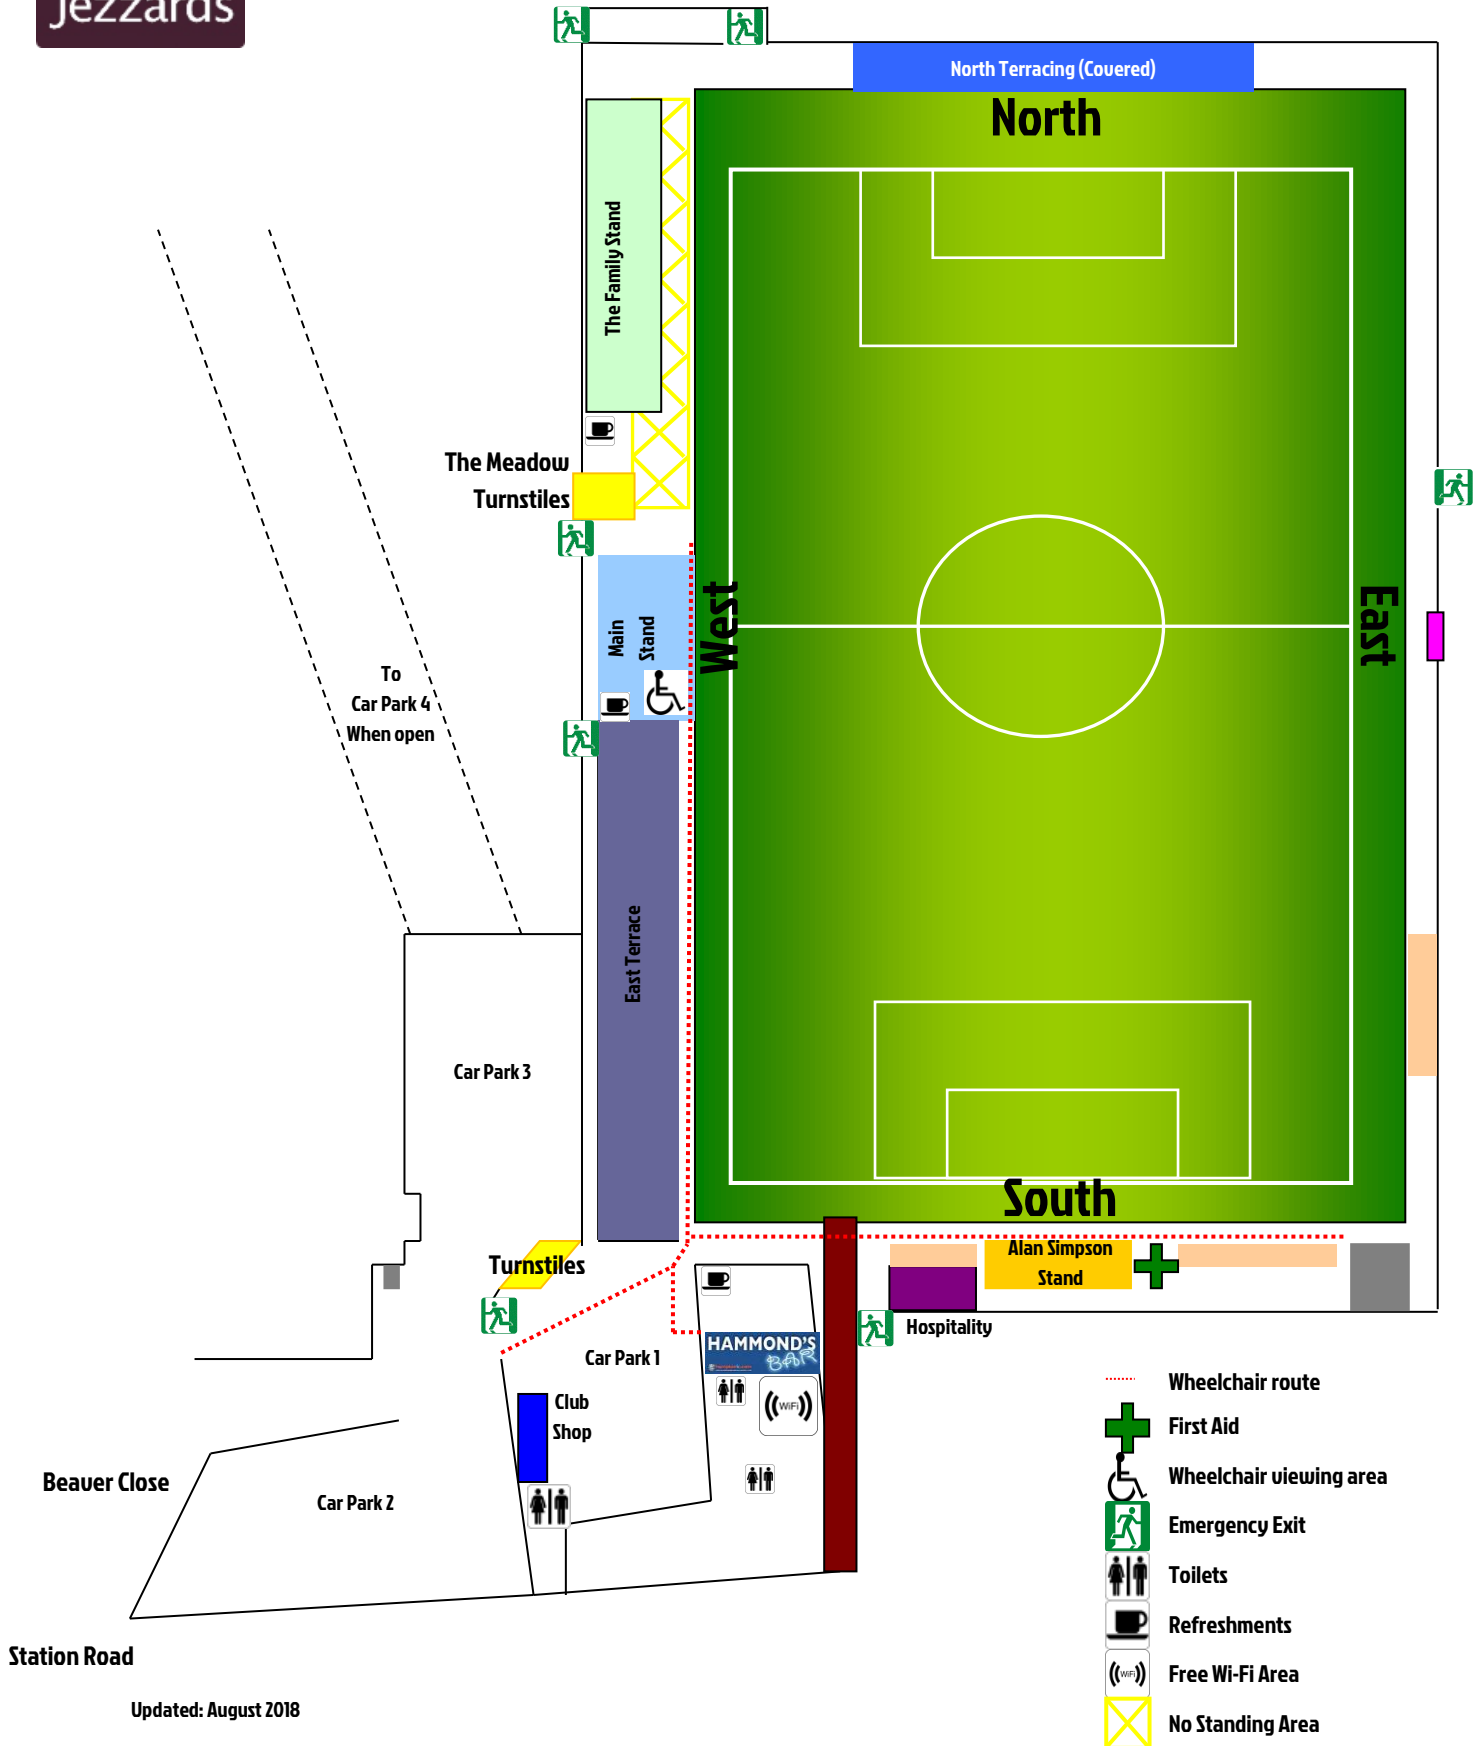 Jezzards
North Terracing (Covered)
North
The Family Stand
The Meadow
Turnstiles
Main
Stand
West
East
To
Car Park 4
When open
East Terrace
Car Park 3
South
Turnstiles
Alan Simpson
Stand
Hospitality
HAMMOND'S
BAR
Car Park 1
WiFi
Club
Shop
Beaver Close
Car Park 2
Station Road
Updated: August 2018
Wheelchair route
First Aid
Wheelchair viewing area
Emergency Exit
Toilets
Refreshments
WiFi
Free Wi-Fi Area
No Standing Area